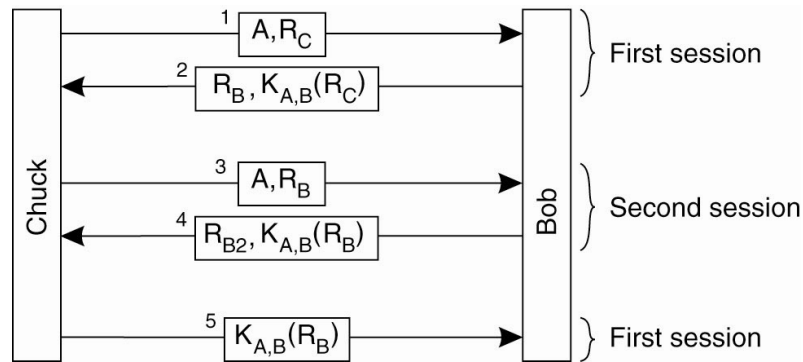 1
A,R_C
First session
2
R_B, K_A,B(R_C)
Chuck
Bob
3
A,R_B
Second session
4
R_B2, K_A,B(R_B)
5
K_A,B(R_B)
First session